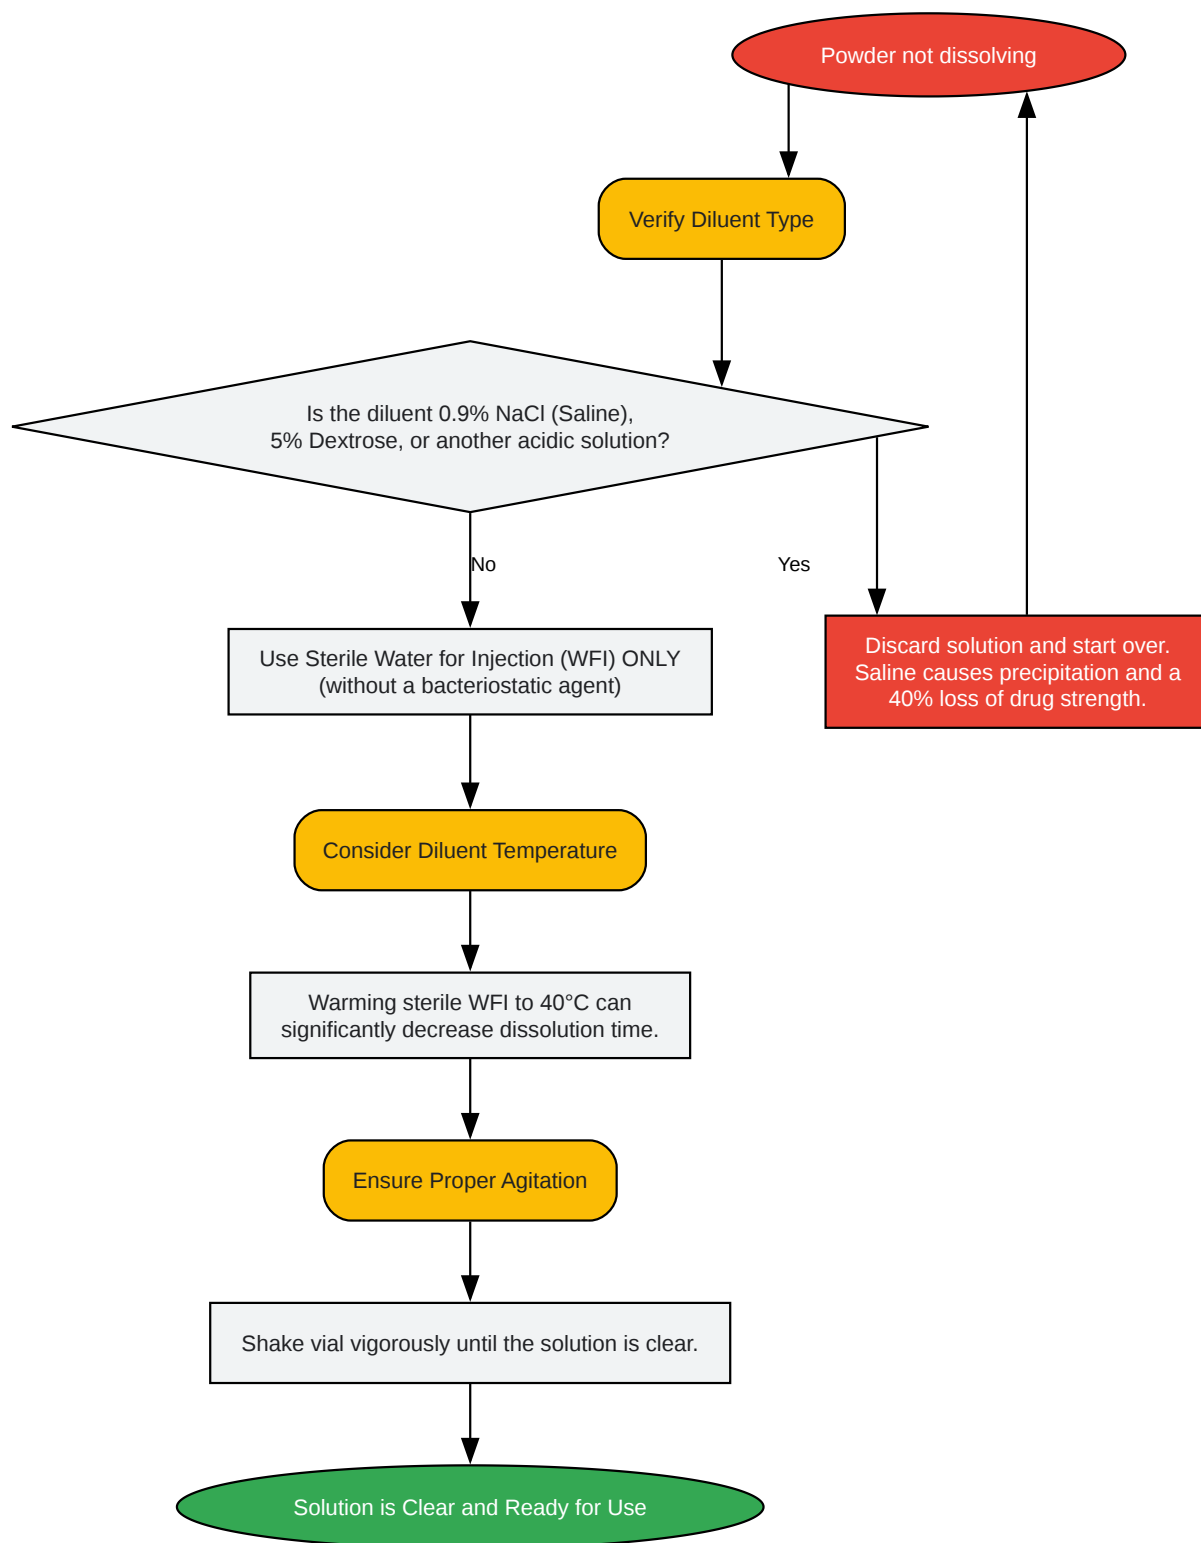 Powder not dissolving
Verify Diluent Type
Is the diluent 0.9% NaCl (Saline),
5% Dextrose, or another acidic solution?
No
Yes
Use Sterile Water for Injection (WFI) ONLY
(without a bacteriostatic agent)
Discard solution and start over.
Saline causes precipitation and a
40% loss of drug strength.
Consider Diluent Temperature
Warming sterile WFI to 40°C can
significantly decrease dissolution time.
Ensure Proper Agitation
Shake vial vigorously until the solution is clear.
Solution is Clear and Ready for Use